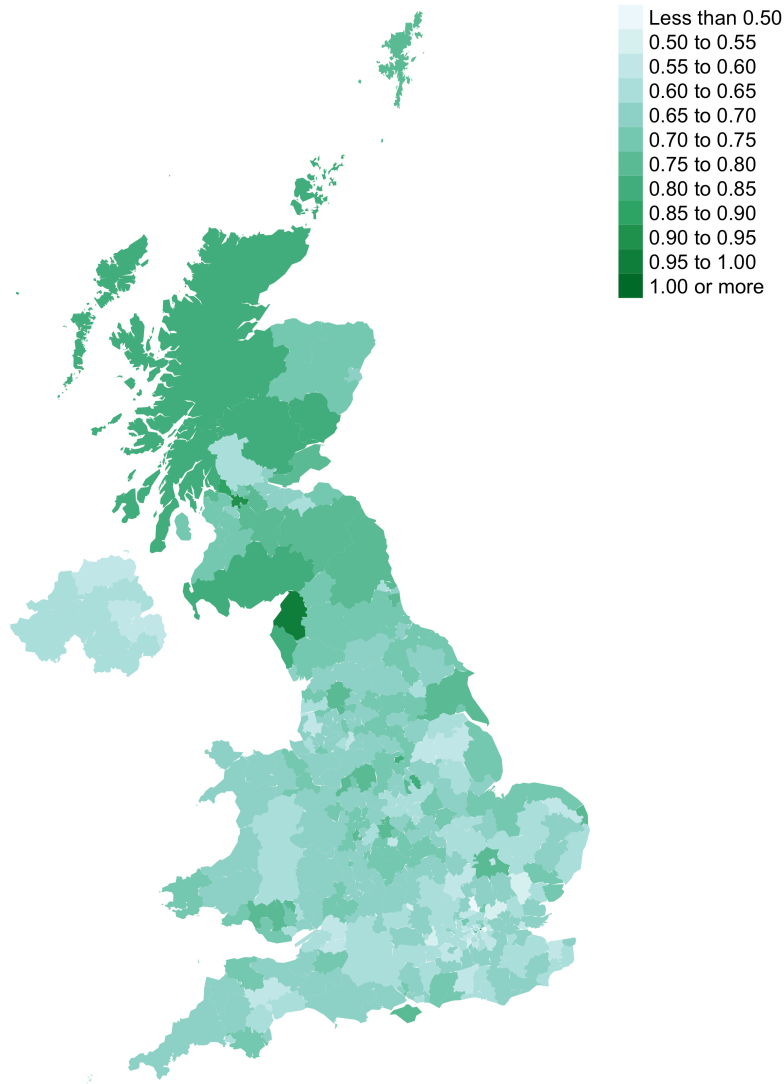 Less than 0.50
0.50 to 0.55
0.55 to 0.60
0.60 to 0.65
0.65 to 0.70
0.70 to 0.75
0.75 to 0.80
0.80 to 0.85
0.85 to 0.90
0.90 to 0.95
0.95 to 1.00
1.00 or more